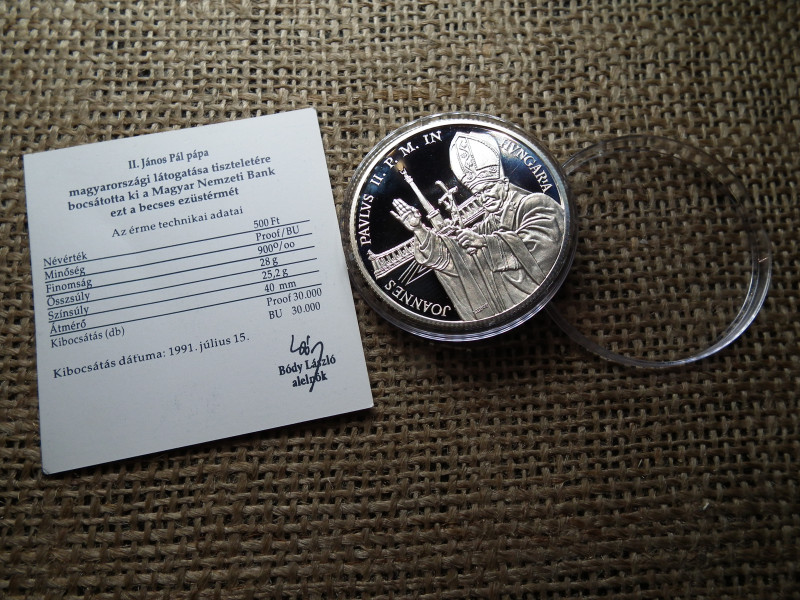 II. János Pál pápa
magyarországi látogatása tiszteletére
bocsátotta ki a Magyar Nemzeti Bank
ezt a becses ezüstérmét
Az érme technikai adatai
Névérték 500 Ft
Minőség Proof/BU
Finomság 900⁰/oo
Összsúly 28 g
Színsúly 25,2 g
Átmérő 40 mm
Kibocsátás (db) Proof 30.000
BU 30.000
Kibocsátás dátuma: 1991. július 15.
Bódy László
alelnök
JOANNES PAVLVS II. P. M. IN HVNGARIA